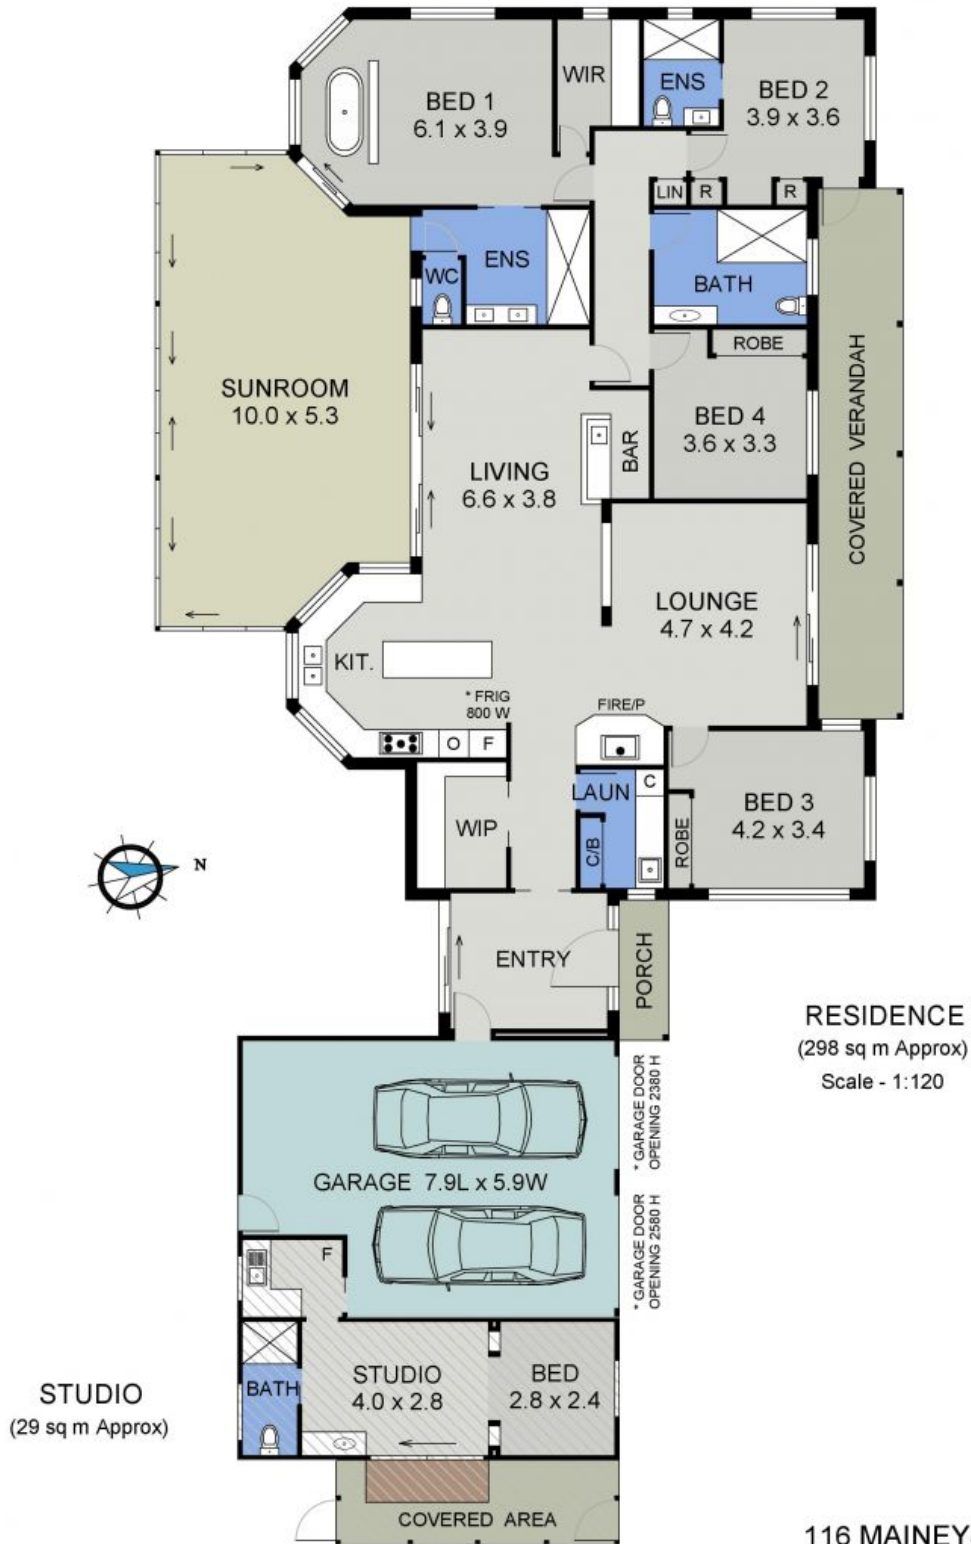 WIR
ENS
BED 1
6.1 x 3.9
BED 2
3.9 x 3.6
LIN
R
R
WC
ENS
BATH
ROBE
SUNROOM
10.0 x 5.3
BED 4
3.6 x 3.3
BAR
LIVING
6.6 x 3.8
COVERED VERANDAH
LOUNGE
4.7 x 4.2
KIT.
* FRIG
800 W
FIRE/P
O
F
LAUN
C
WIP
C/B
ROBE
BED 3
4.2 x 3.4
N
ENTRY
PORCH
RESIDENCE
(298 sq m Approx)
Scale - 1:120
* GARAGE DOOR
OPENING 2380 H
GARAGE 7.9L x 5.9W
* GARAGE DOOR
OPENING 2580 H
F
STUDIO
(29 sq m Approx)
BATH
STUDIO
4.0 x 2.8
BED
2.8 x 2.4
COVERED AREA
116 MAINEY